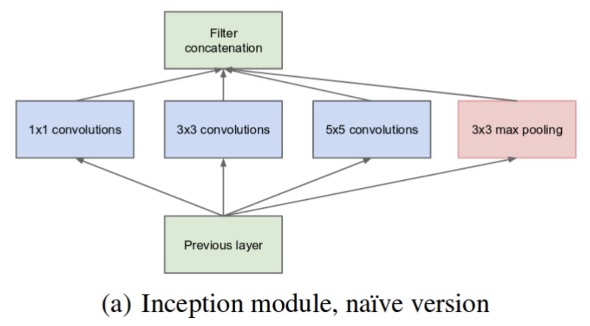 Filter
concatenation
1x1 convolutions
3x3 convolutions
5x5 convolutions
3x3 max pooling
Previous layer
(a) Inception module, naïve version